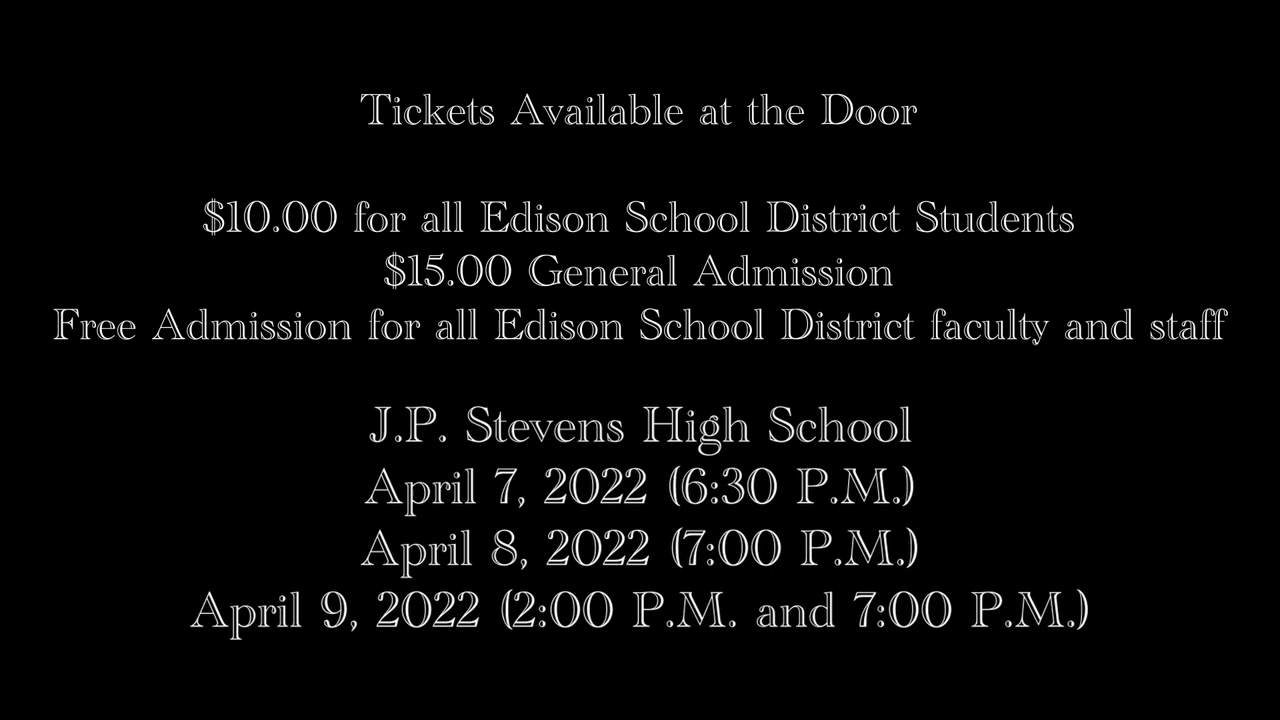 Tickets Available at the Door
$10.00 for all Edison School District Students
$15.00 General Admission
Free Admission for all Edison School District faculty and staff
J.P. Stevens High School
April 7, 2022 (6:30 P.M.)
April 8, 2022 (7:00 P.M.)
April 9, 2022 (2:00 P.M. and 7:00 P.M.)